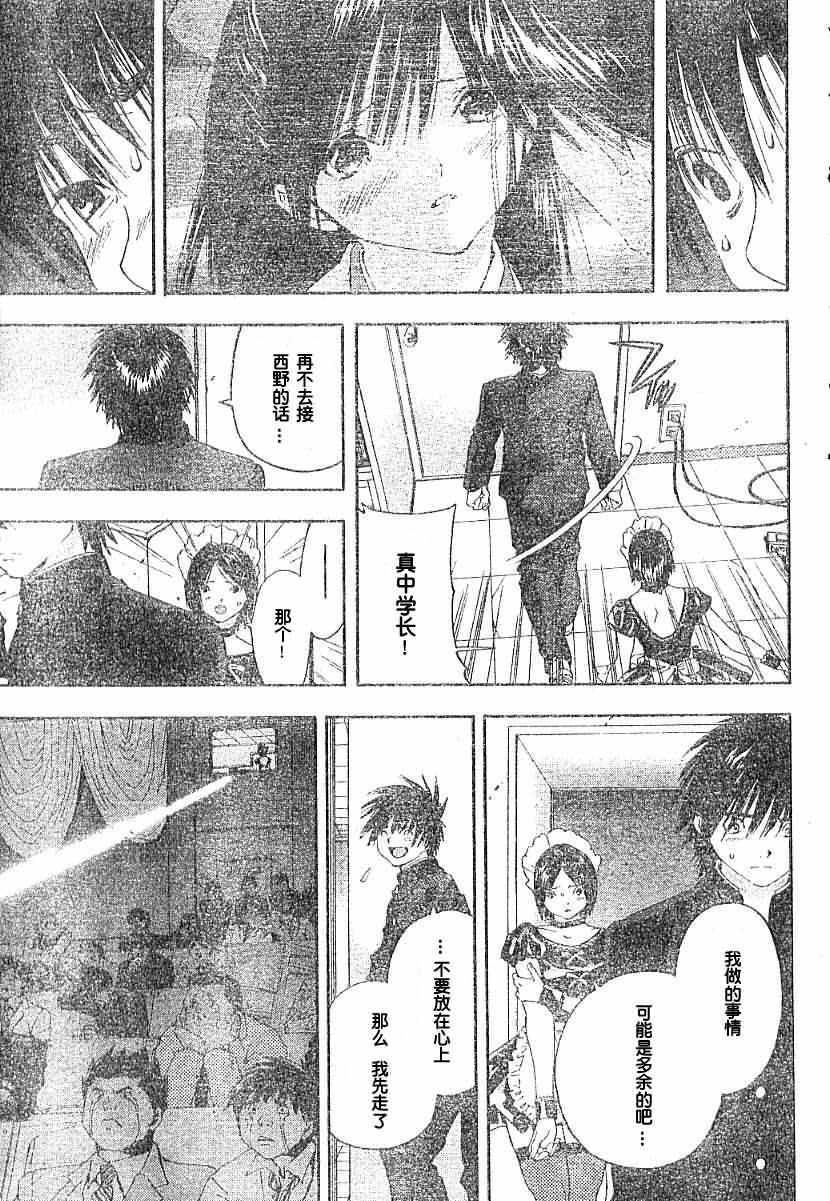 真中学长！
再不去接
西野的话…
那个！
我做的事情
可能是多余的吧…
…不要放在心上
那么 我先走了